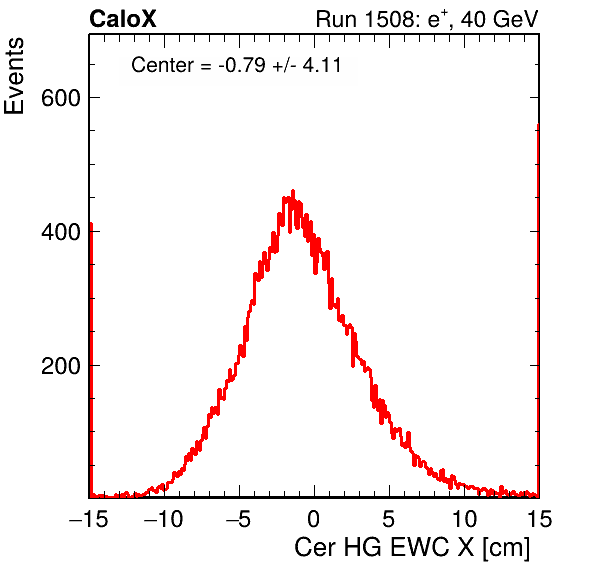 CaloX
Run 1508: e+, 40 GeV
Events
Center = -0.79 +/- 4.11
600
400
200
−15 −10 −5 0 5 10 15
Cer HG EWC X [cm]